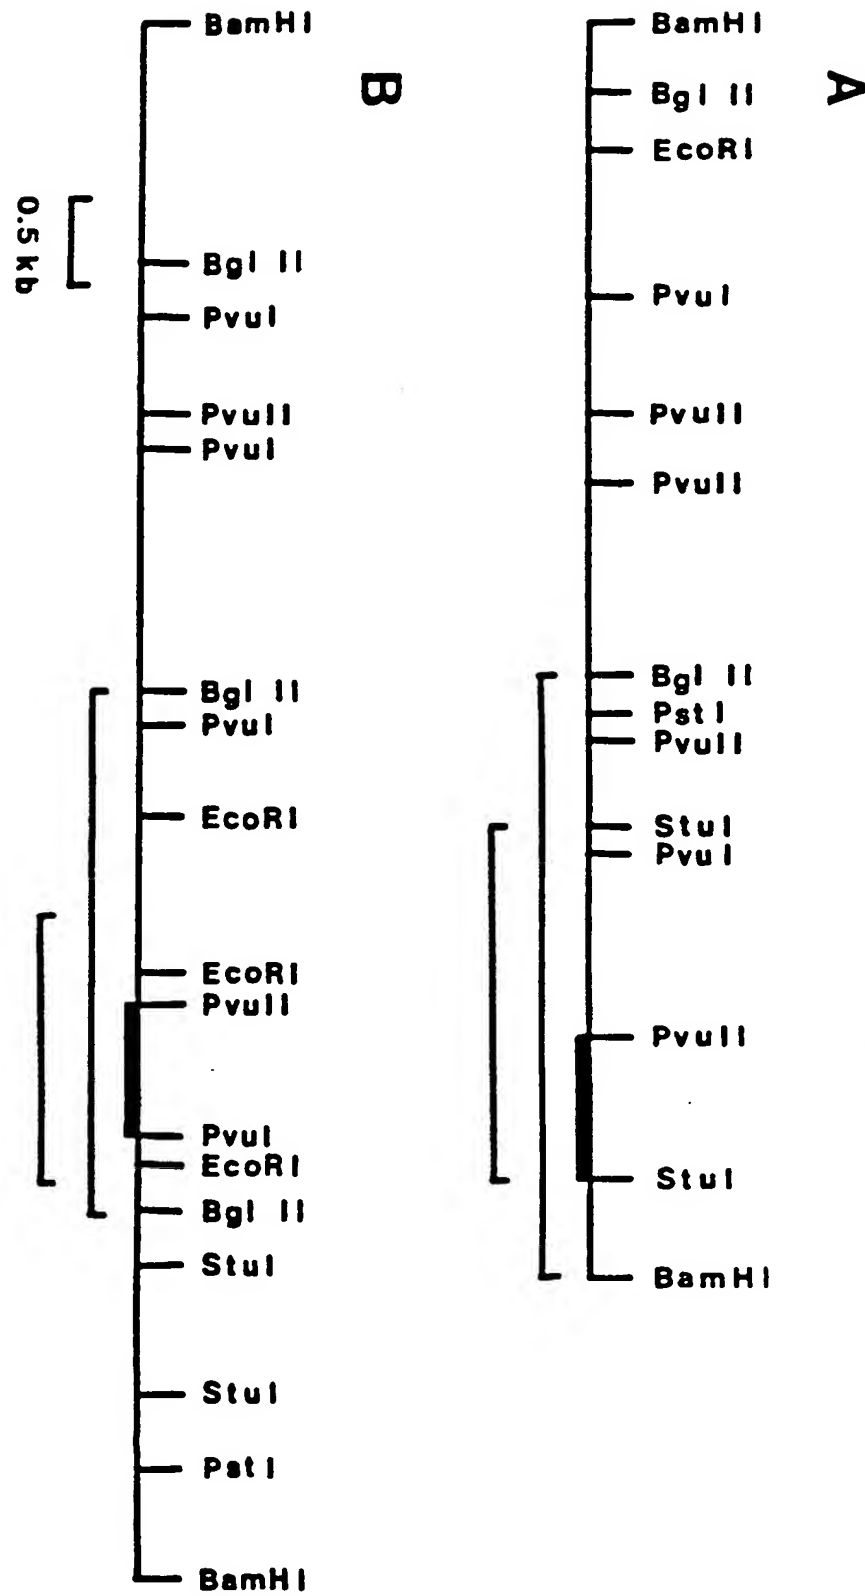 A
BamHI
Bgl II
EcoRI
PvuI
PvuII
PvuII
Bgl II
PstI
PvuII
StuI
PvuI
PvuII
StuI
BamHI
B
BamHI
Bgl II
PvuI
PvuII
PvuI
Bgl II
PvuI
EcoRI
EcoRI
PvuII
PvuI
EcoRI
Bgl II
StuI
StuI
PstI
BamHI
0.5 kb